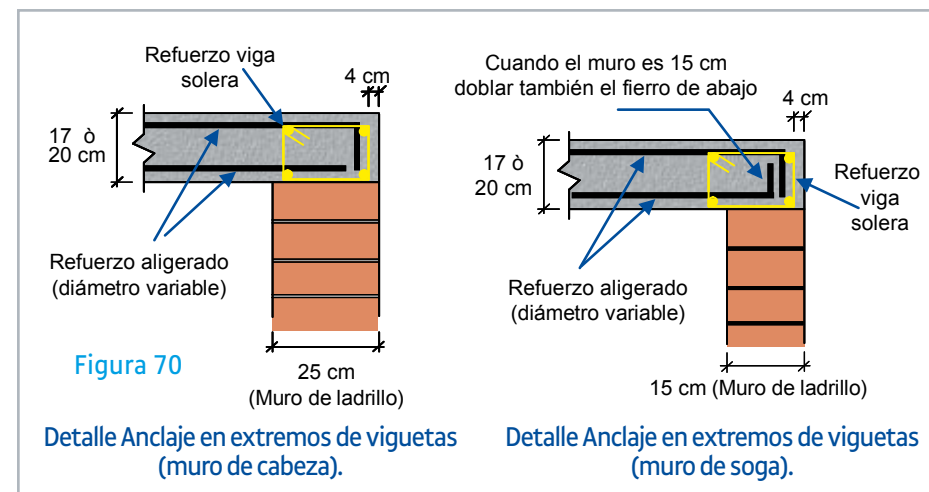 Refuerzo viga
solera
4 cm
17 ò
20 cm
Refuerzo aligerado
(diámetro variable)
Figura 70
25 cm
(Muro de ladrillo)
Detalle Anclaje en extremos de viguetas
(muro de cabeza).
Cuando el muro es 15 cm
doblar también el fierro de abajo
4 cm
17 ò
20 cm
Refuerzo
viga
solera
Refuerzo aligerado
(diámetro variable)
15 cm (Muro de ladrillo)
Detalle Anclaje en extremos de viguetas
(muro de soga).